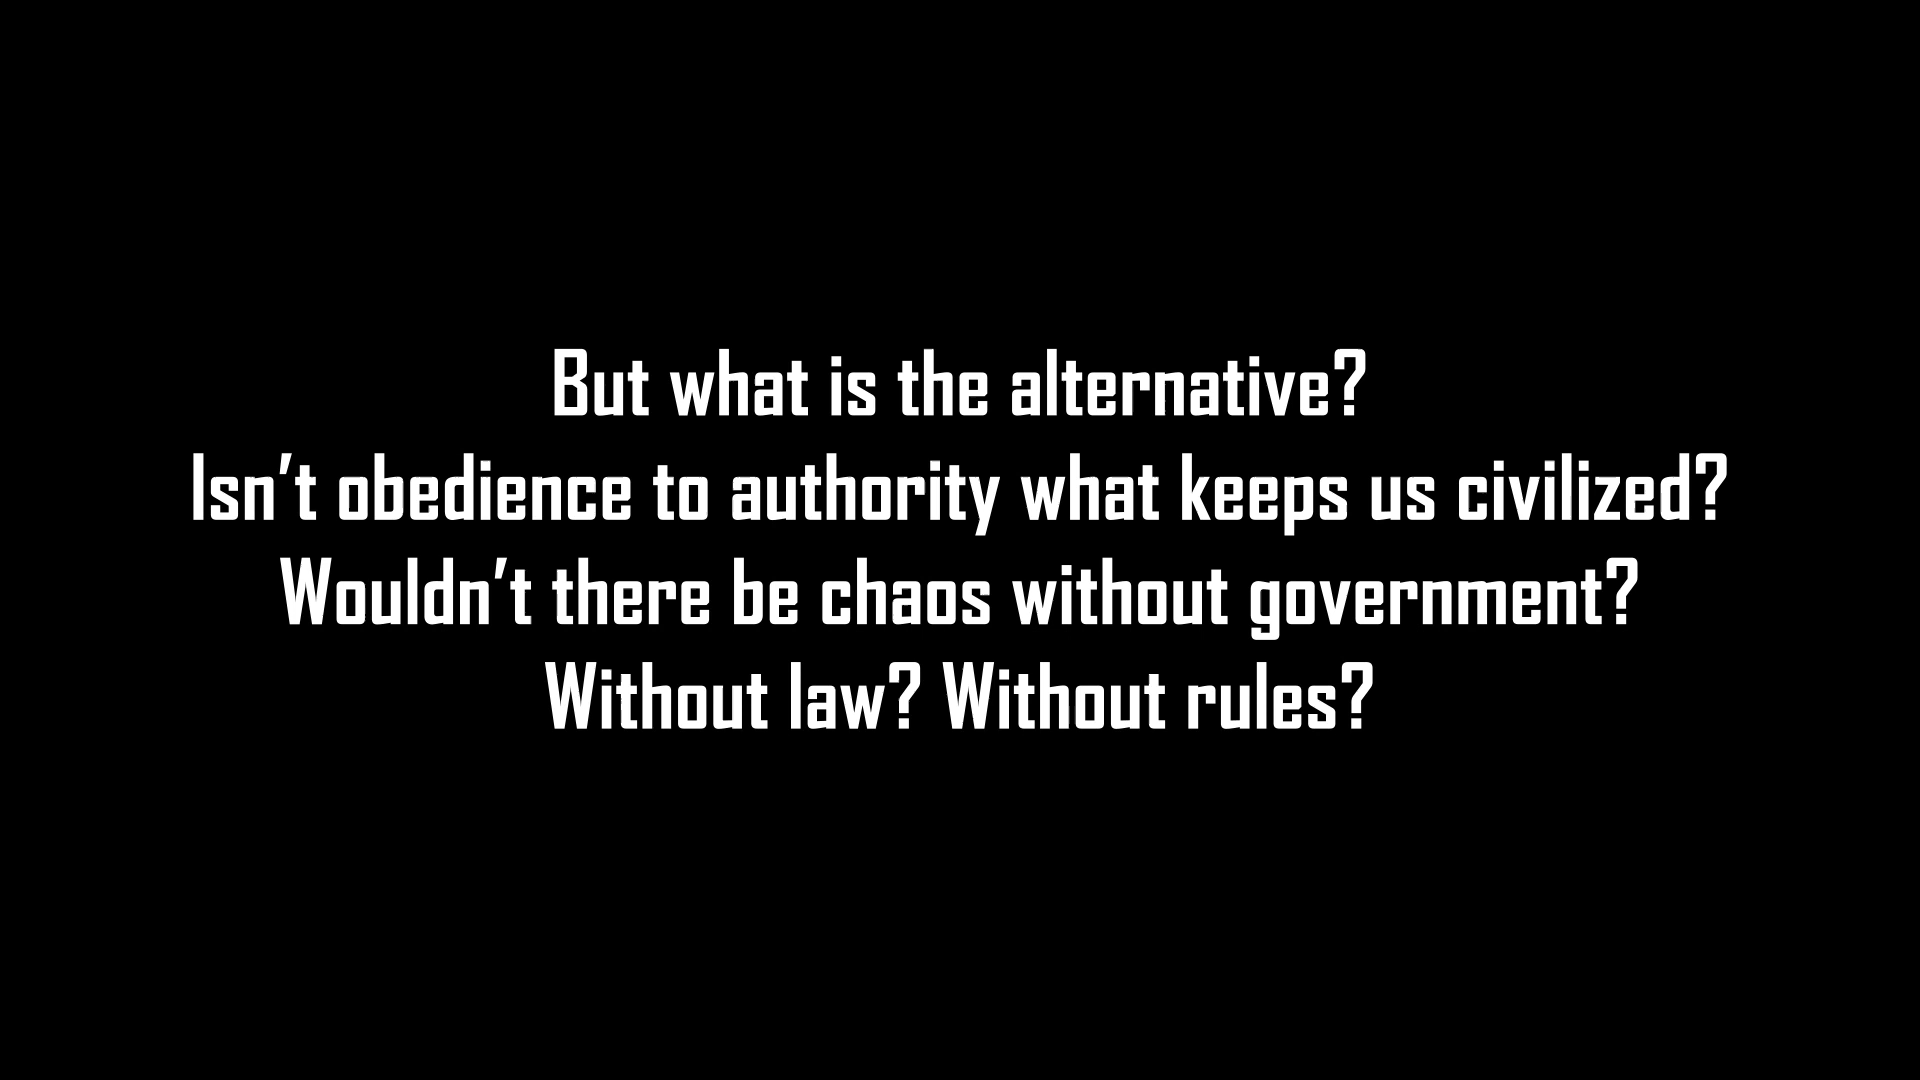 But what is the alternative?
Isn’t obedience to authority what keeps us civilized?
Wouldn’t there be chaos without government?
Without law? Without rules?